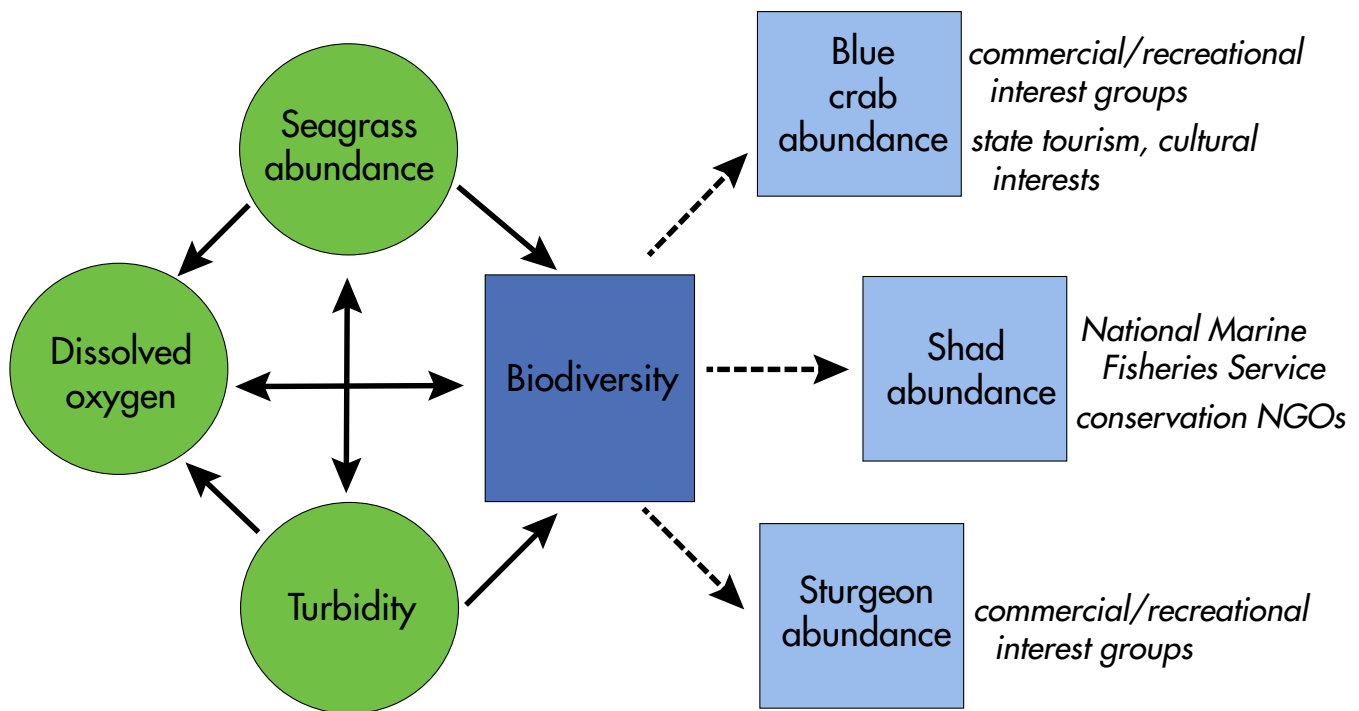 Seagrass
abundance
Dissolved
oxygen
Turbidity
Biodiversity
Blue
crab
abundance
commercial/recreational
interest groups
state tourism, cultural
interests
Shad
abundance
National Marine
Fisheries Service
conservation NGOs
Sturgeon
abundance
commercial/recreational
interest groups